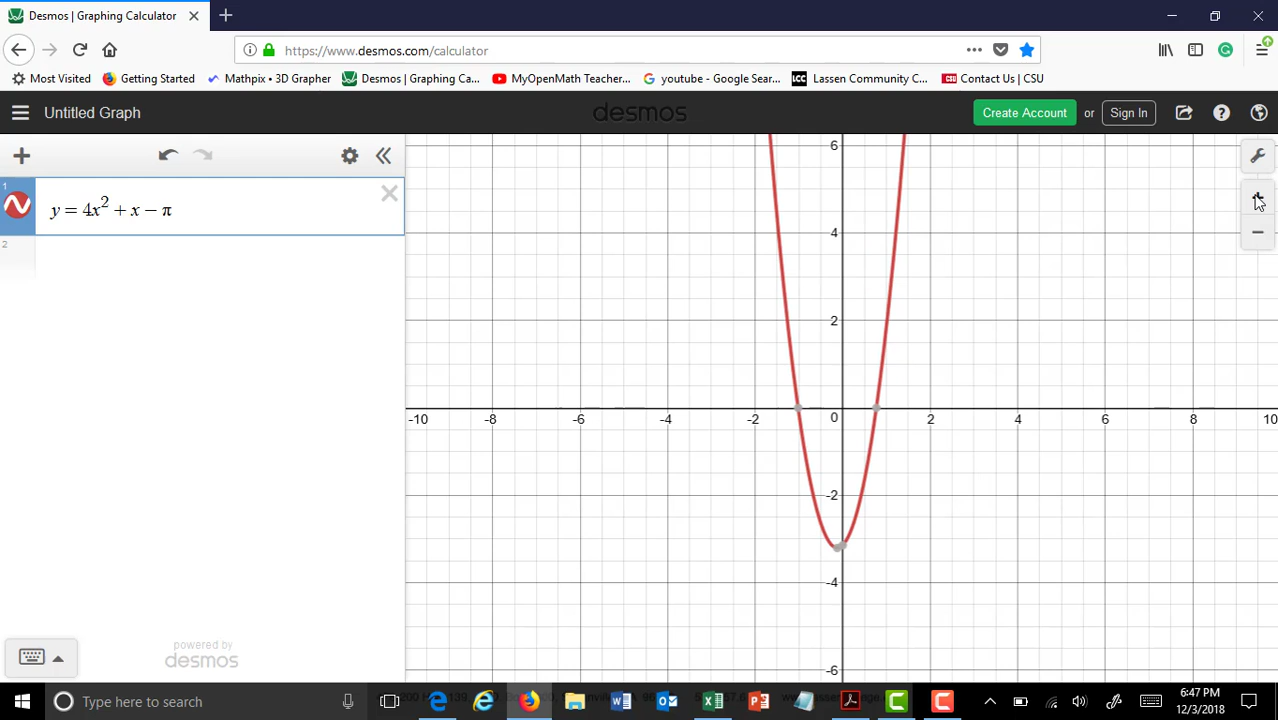 Desmos | Graphing Calculator
https://www.desmos.com/calculator
Most Visited Getting Started Mathpix • 3D Grapher Desmos | Graphing Ca... MyOpenMath Teacher... youtube - Google Sear... LCC Lassen Community C... CSU Contact Us | CSU
Untitled Graph desmos Create Account or Sign In
1
y = 4x² + x − π
2
6
4
2
-10 -8 -6 -4 -2 0 2 4 6 8 10
-2
-4
-6
powered by
desmos
Type here to search
6:47 PM
12/3/2018